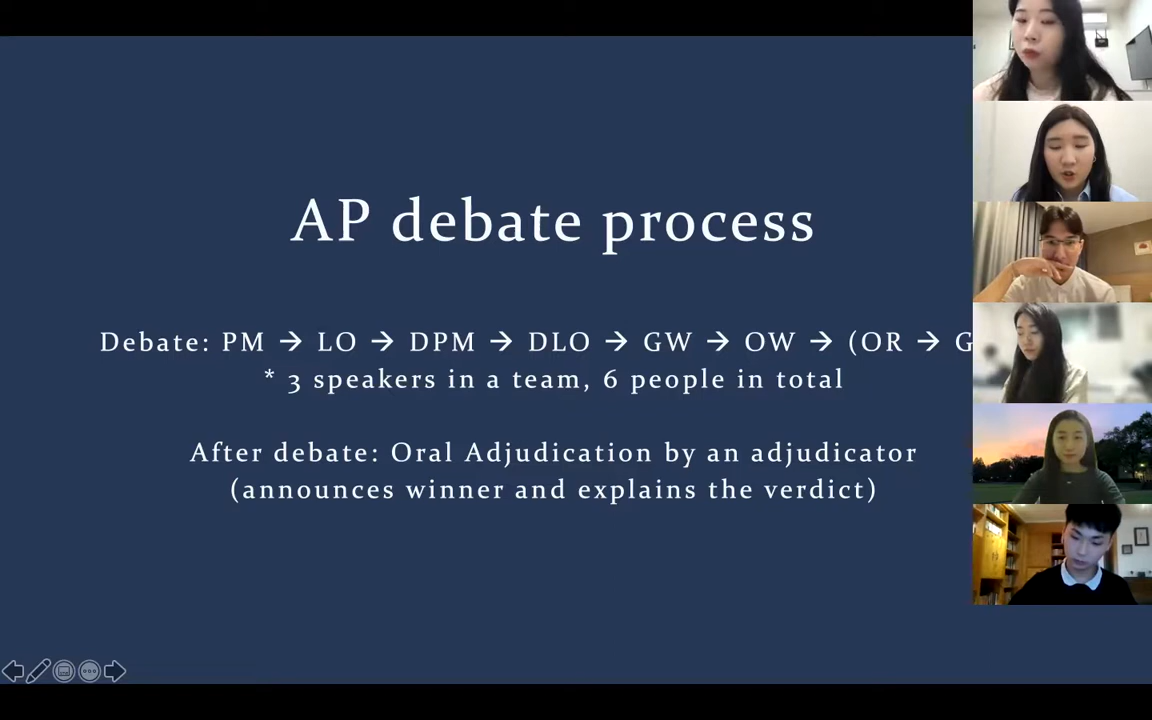 AP debate process
Debate: PM → LO → DPM → DLO → GW → OW → (OR → G
* 3 speakers in a team, 6 people in total
After debate: Oral Adjudication by an adjudicator
(announces winner and explains the verdict)